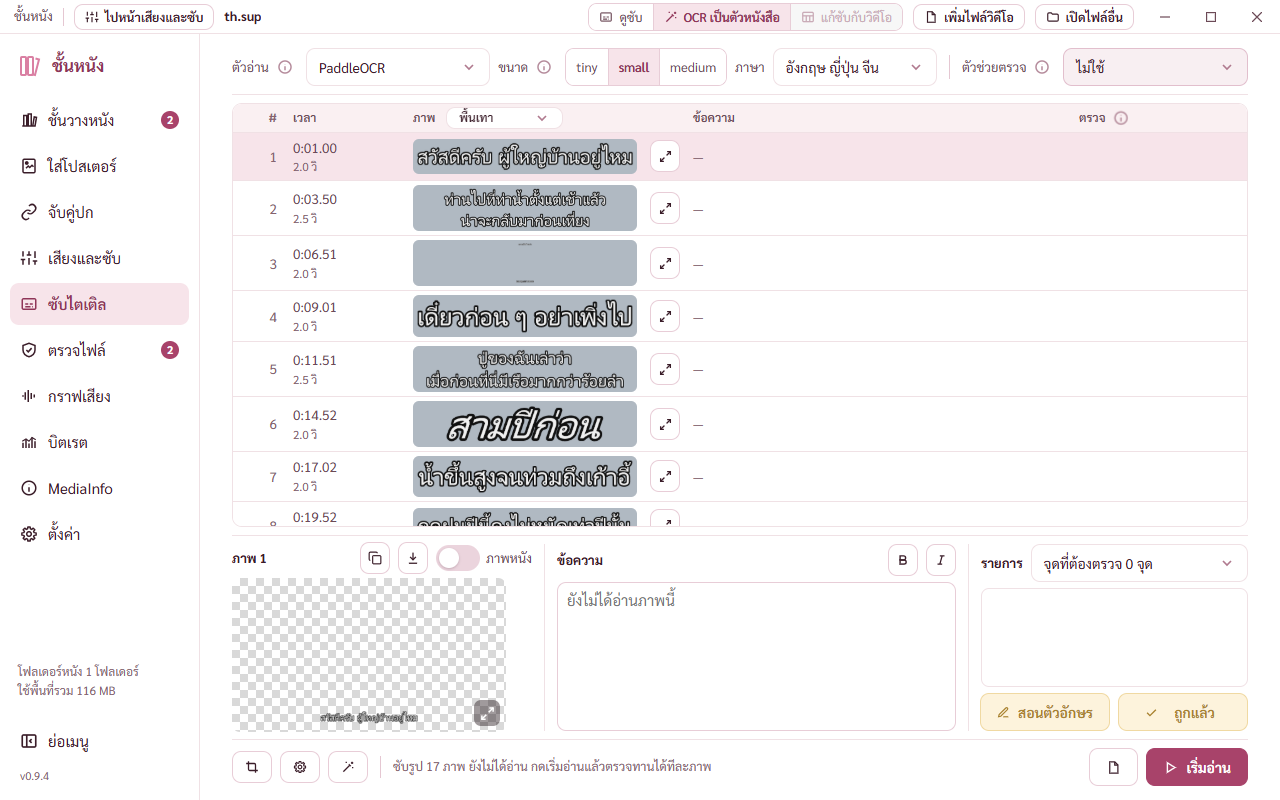 ชั้นหนัง
ไปหน้าเสียงและซับ
th.sup
ดูซับ
OCR เป็นตัวหนังสือ
แก้ซับกับวิดีโอ
เพิ่มไฟล์วิดีโอ
เปิดไฟล์อื่น
ชั้นหนัง
ชั้นวางหนัง 2
ใส่โปสเตอร์
จับคู่ปก
เสียงและซับ
ซับไตเติล
ตรวจไฟล์ 2
กราฟเสียง
บิตเรต
MediaInfo
ตั้งค่า
โฟลเดอร์หนัง 1 โฟลเดอร์
ใช้พื้นที่รวม 116 MB
ย่อเมนู
v0.9.4
ตัวอ่าน PaddleOCR ขนาด tiny small medium ภาษา อังกฤษ ญี่ปุ่น จีน ตัวช่วยตรวจ ไม่ใช้
# เวลา ภาพ พื้นเทา ข้อความ ตรวจ
1 0:01.00 สวัสดีครับ ผู้ใหญ่บ้านอยู่ไหม —
2.0 วิ
2 0:03.50 ท่านไปที่ท่าน้ำตั้งแต่เช้าแล้ว —
2.5 วิ น่าจะกลับมาก่อนเที่ยง
3 0:06.51 —
2.0 วิ
4 0:09.01 เดี๋ยวก่อน ๆ อย่าเพิ่งไป —
2.0 วิ
5 0:11.51 ปู่ของฉันเล่าว่า —
2.5 วิ เมื่อก่อนที่นี่มีเรือมากกว่าร้อยลำ
6 0:14.52 สามปีก่อน —
2.0 วิ
7 0:17.02 น้ำขึ้นสูงจนท่วมถึงเก้าอี้ —
2.0 วิ
8 0:19.52
ภาพ 1 ภาพหนัง
สวัสดีครับ ผู้ใหญ่บ้านอยู่ไหม
ข้อความ B I
ยังไม่ได้อ่านภาพนี้
รายการ จุดที่ต้องตรวจ 0 จุด
สอนตัวอักษร
ถูกแล้ว
ซับรูป 17 ภาพ ยังไม่ได้อ่าน กดเริ่มอ่านแล้วตรวจทานได้ทีละภาพ
เริ่มอ่าน